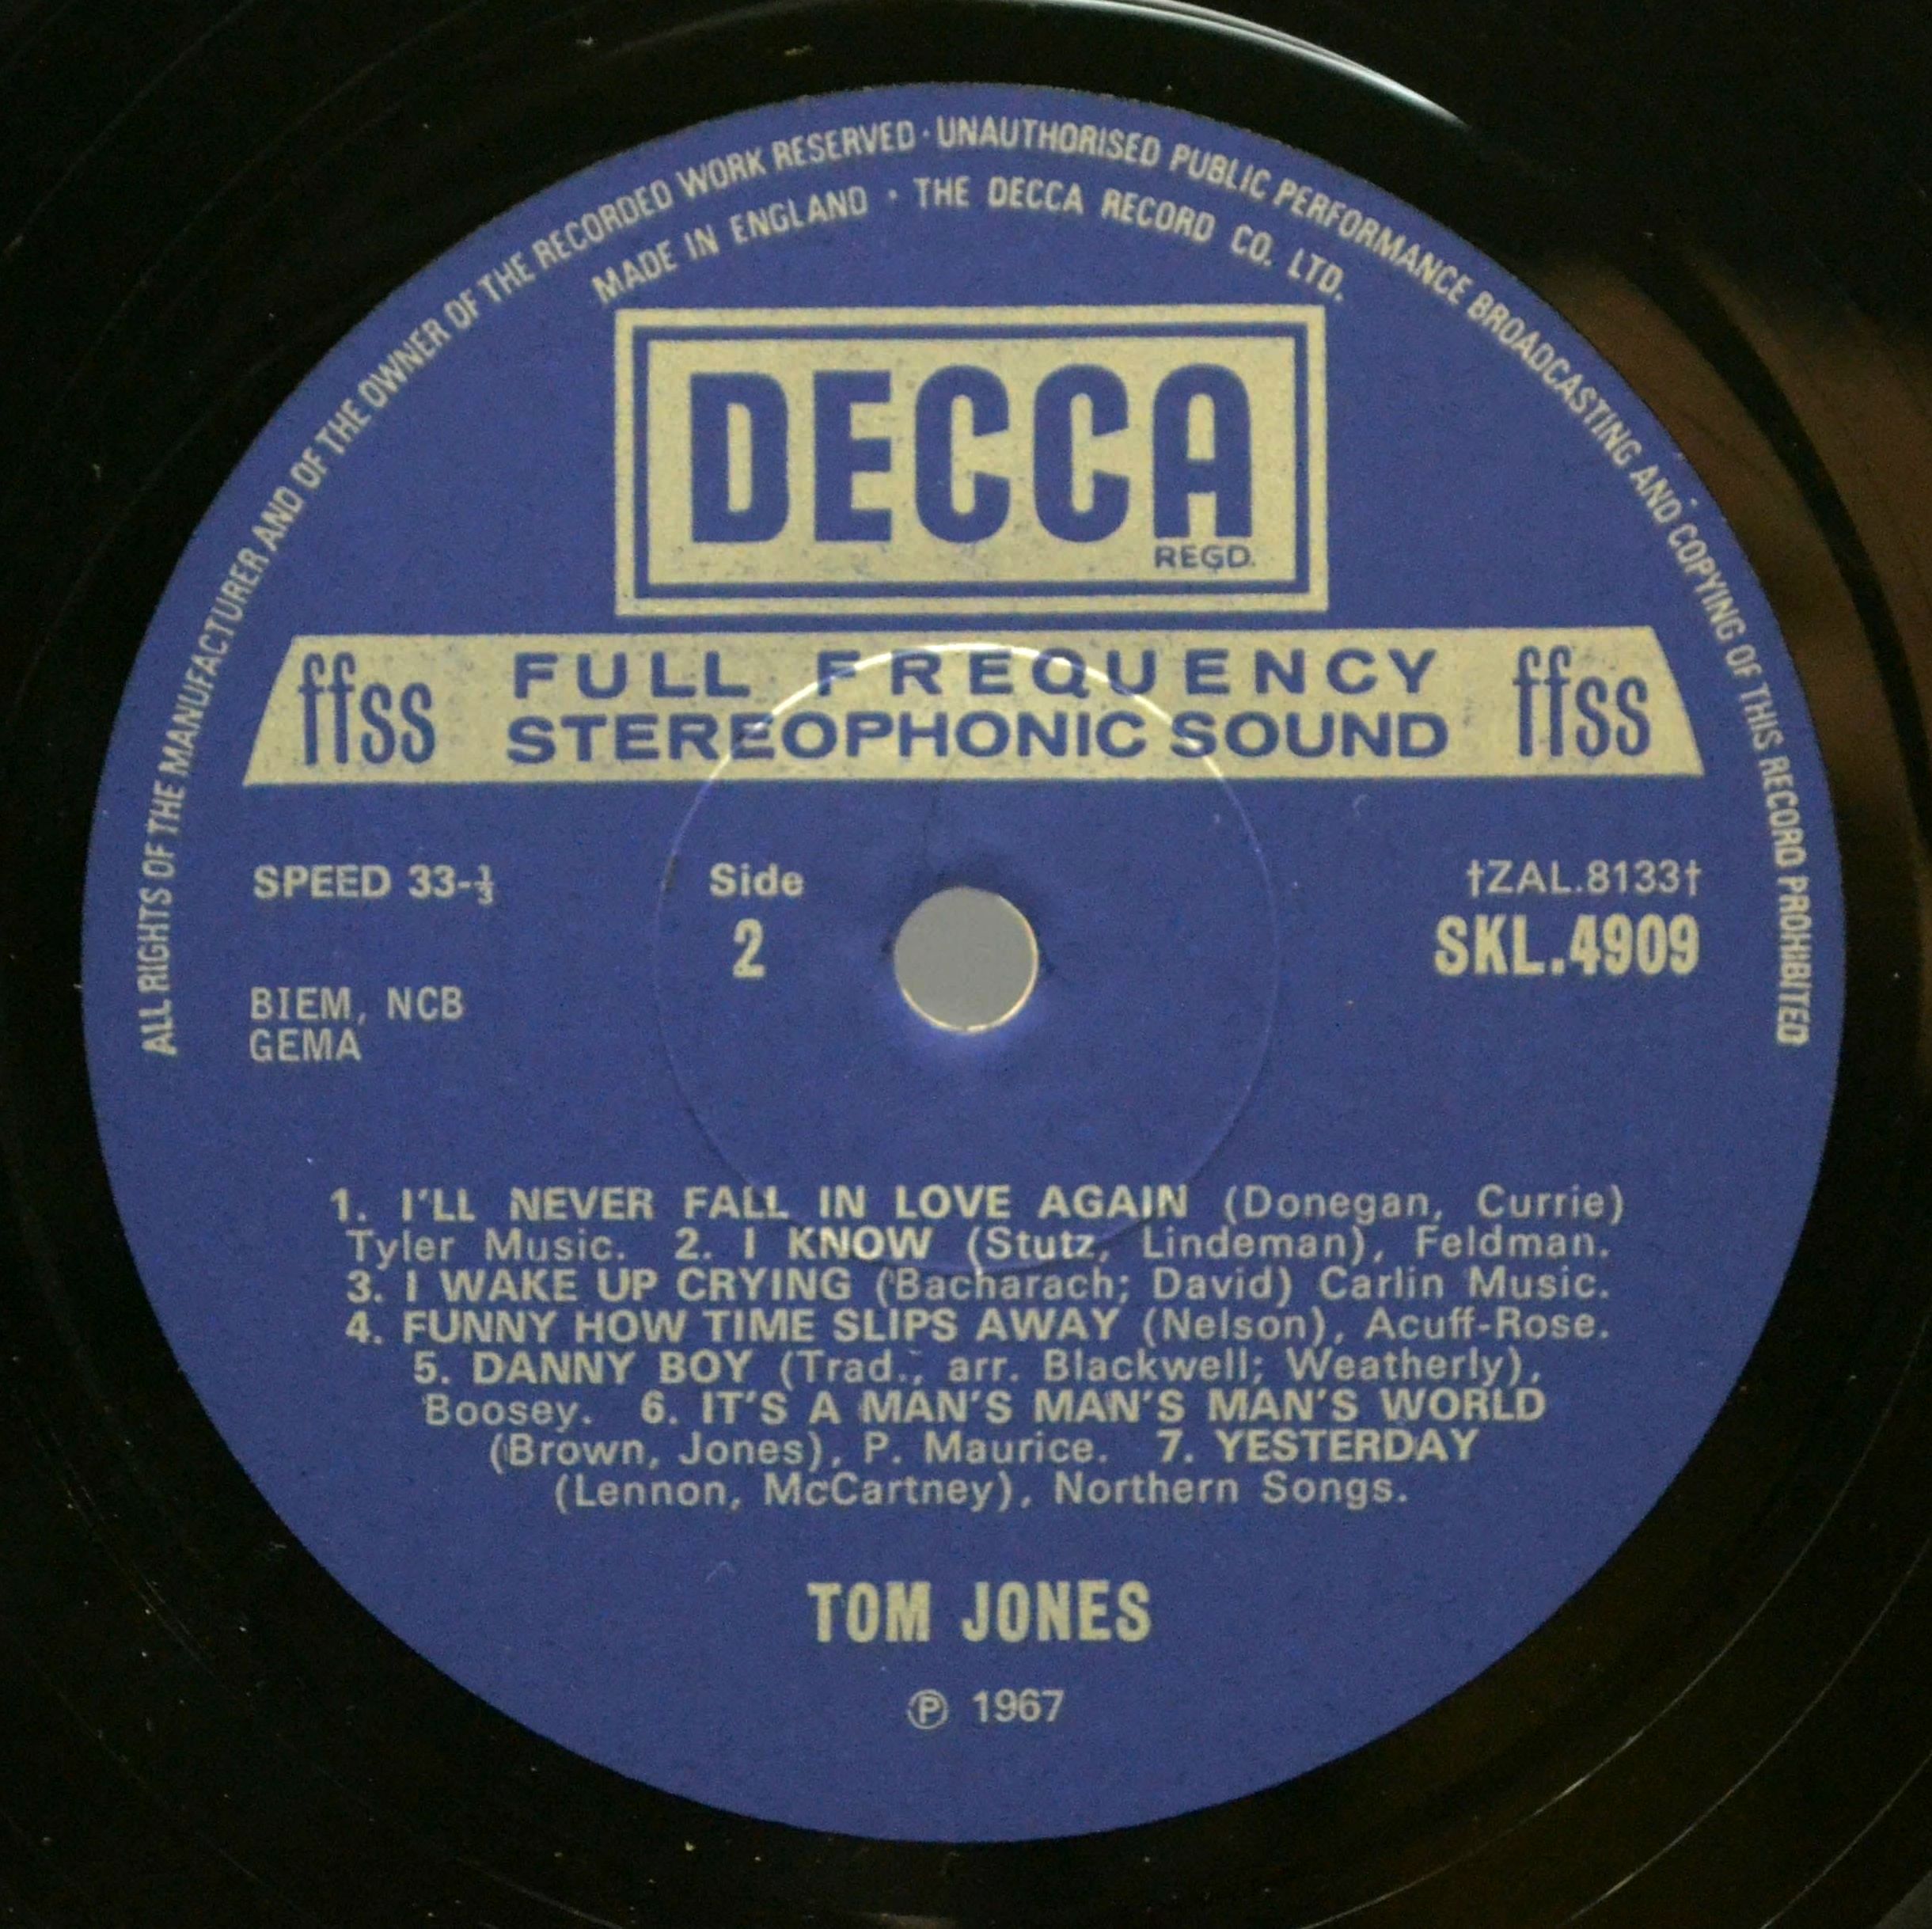 ALL RIGHTS OF THE MANUFACTURER AND OF THE OWNER OF THE RECORDED WORK RESERVED · UNAUTHORISED PUBLIC PERFORMANCE BROADCASTING AND COPYING OF THIS RECORD PROHIBITED
MADE IN ENGLAND · THE DECCA RECORD CO. LTD.
DECCA
REGD.
ffss FULL FREQUENCY STEREOPHONIC SOUND ffss
SPEED 33-⅓
Side
2
†ZAL.8133†
SKL.4909
BIEM, NCB
GEMA
1. I'LL NEVER FALL IN LOVE AGAIN (Donegan, Currie)
Tyler Music. 2. I KNOW (Stutz, Lindeman), Feldman.
3. I WAKE UP CRYING (Bacharach; David) Carlin Music.
4. FUNNY HOW TIME SLIPS AWAY (Nelson), Acuff-Rose.
5. DANNY BOY (Trad., arr. Blackwell; Weatherly),
Boosey. 6. IT'S A MAN'S MAN'S MAN'S WORLD
(Brown, Jones), P. Maurice. 7. YESTERDAY
(Lennon, McCartney), Northern Songs.
TOM JONES
℗ 1967